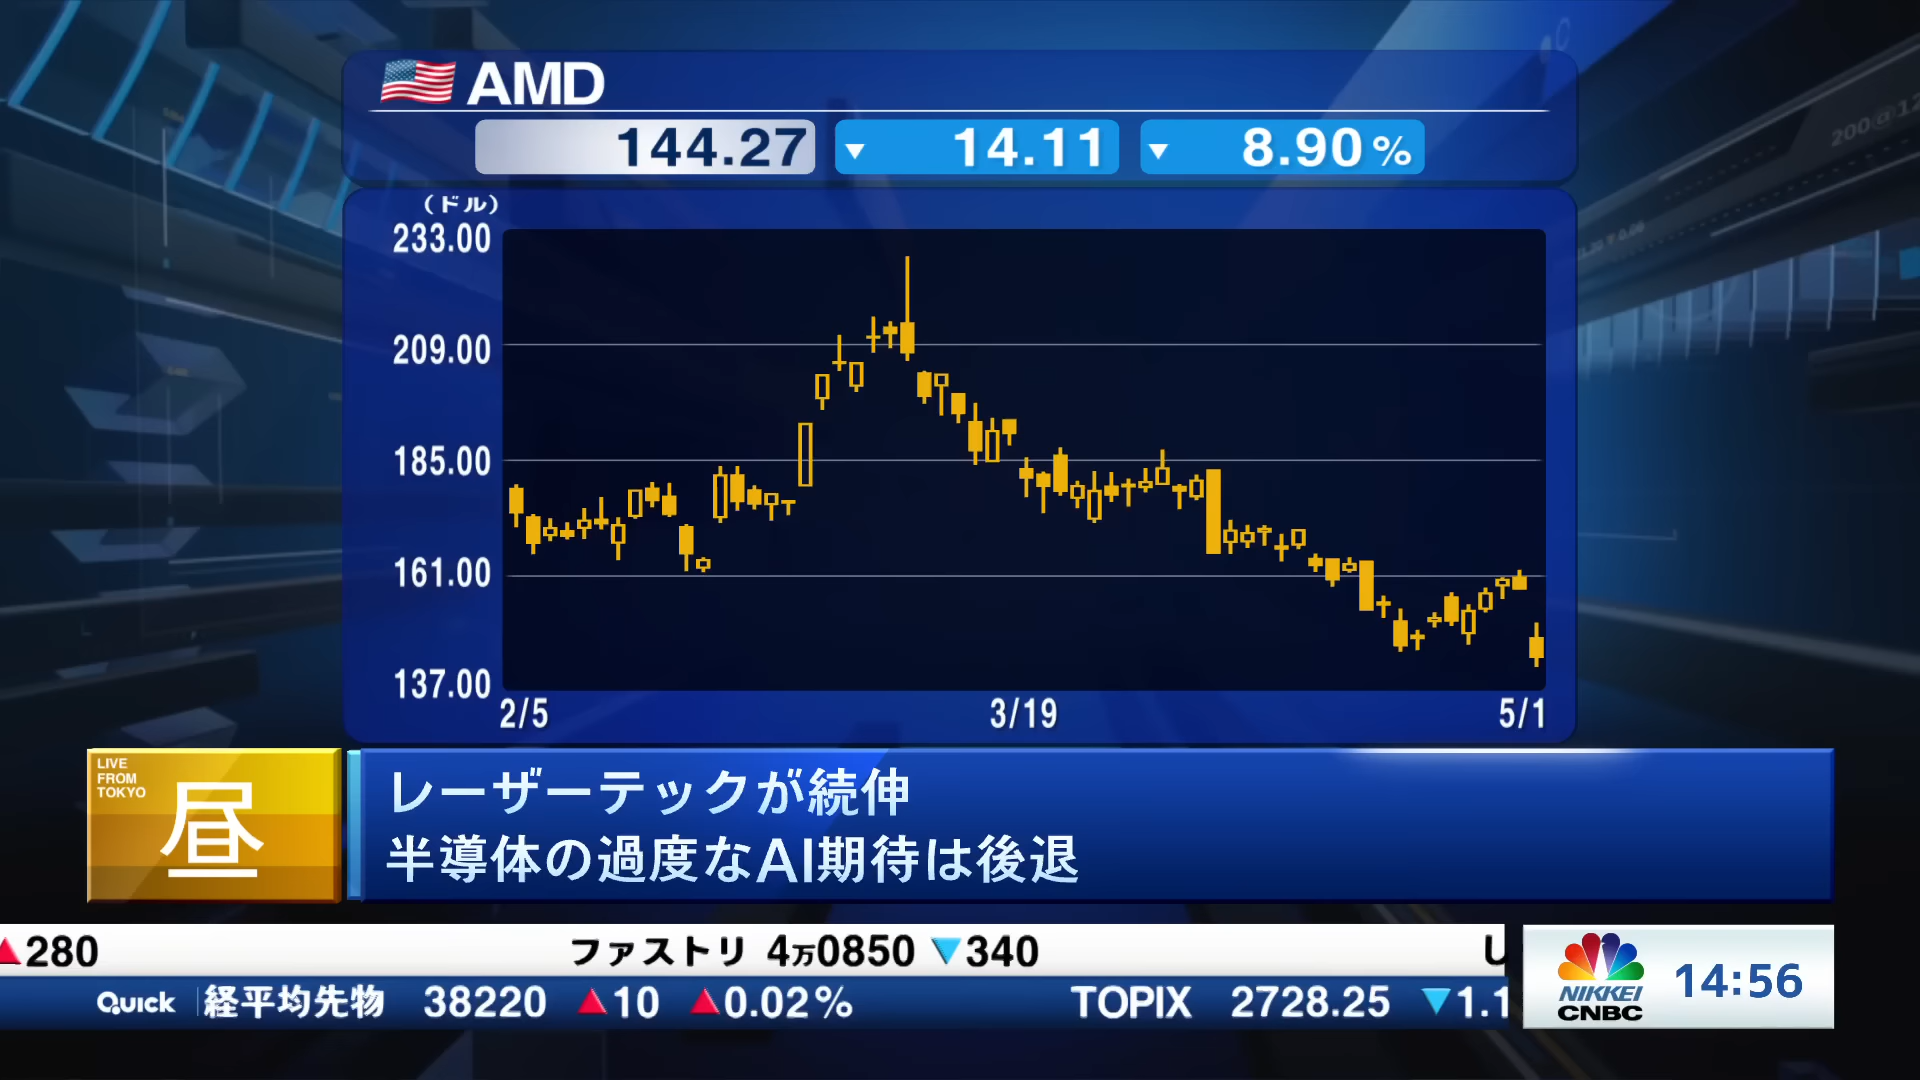 AMD
144.27 ▼ 14.11 ▼ 8.90%
(ドル)
233.00
209.00
185.00
161.00
137.00
2/5 3/19 5/1
LIVE
FROM
TOKYO
昼
レーザーテックが続伸
半導体の過度なAI期待は後退
▲280 ファストリ 4万0850 ▼340
Quick 経平均先物 38220 ▲10 ▲0.02% TOPIX 2728.25 ▼1.1
NIKKEI
CNBC
14:56